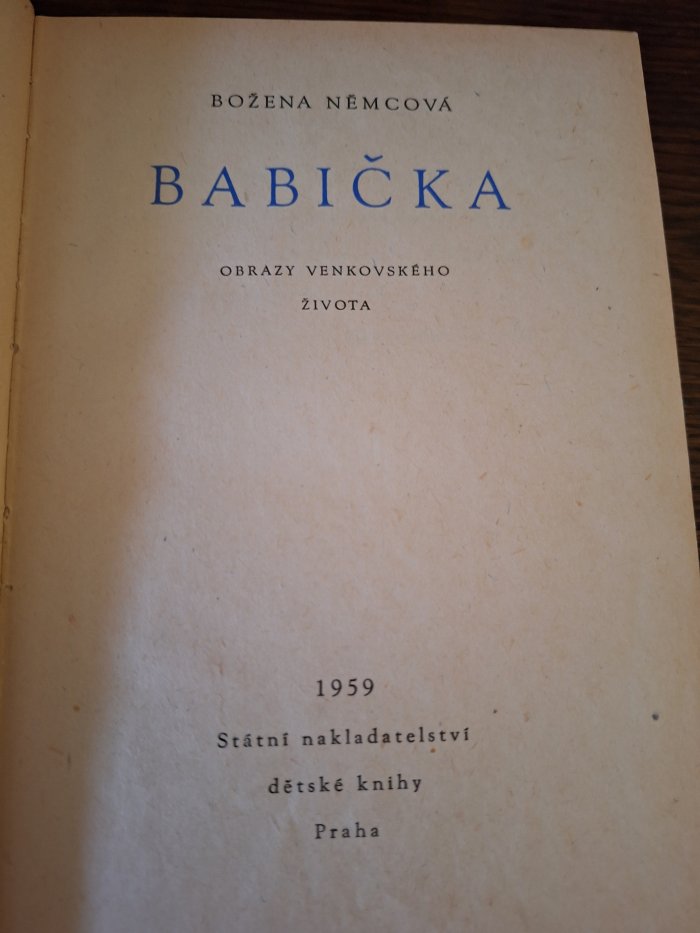 BOŽENA NĚMCOVÁ
BABIČKA
OBRAZY VENKOVSKÉHO
ŽIVOTA
1959
Státní nakladatelství
dětské knihy
Praha